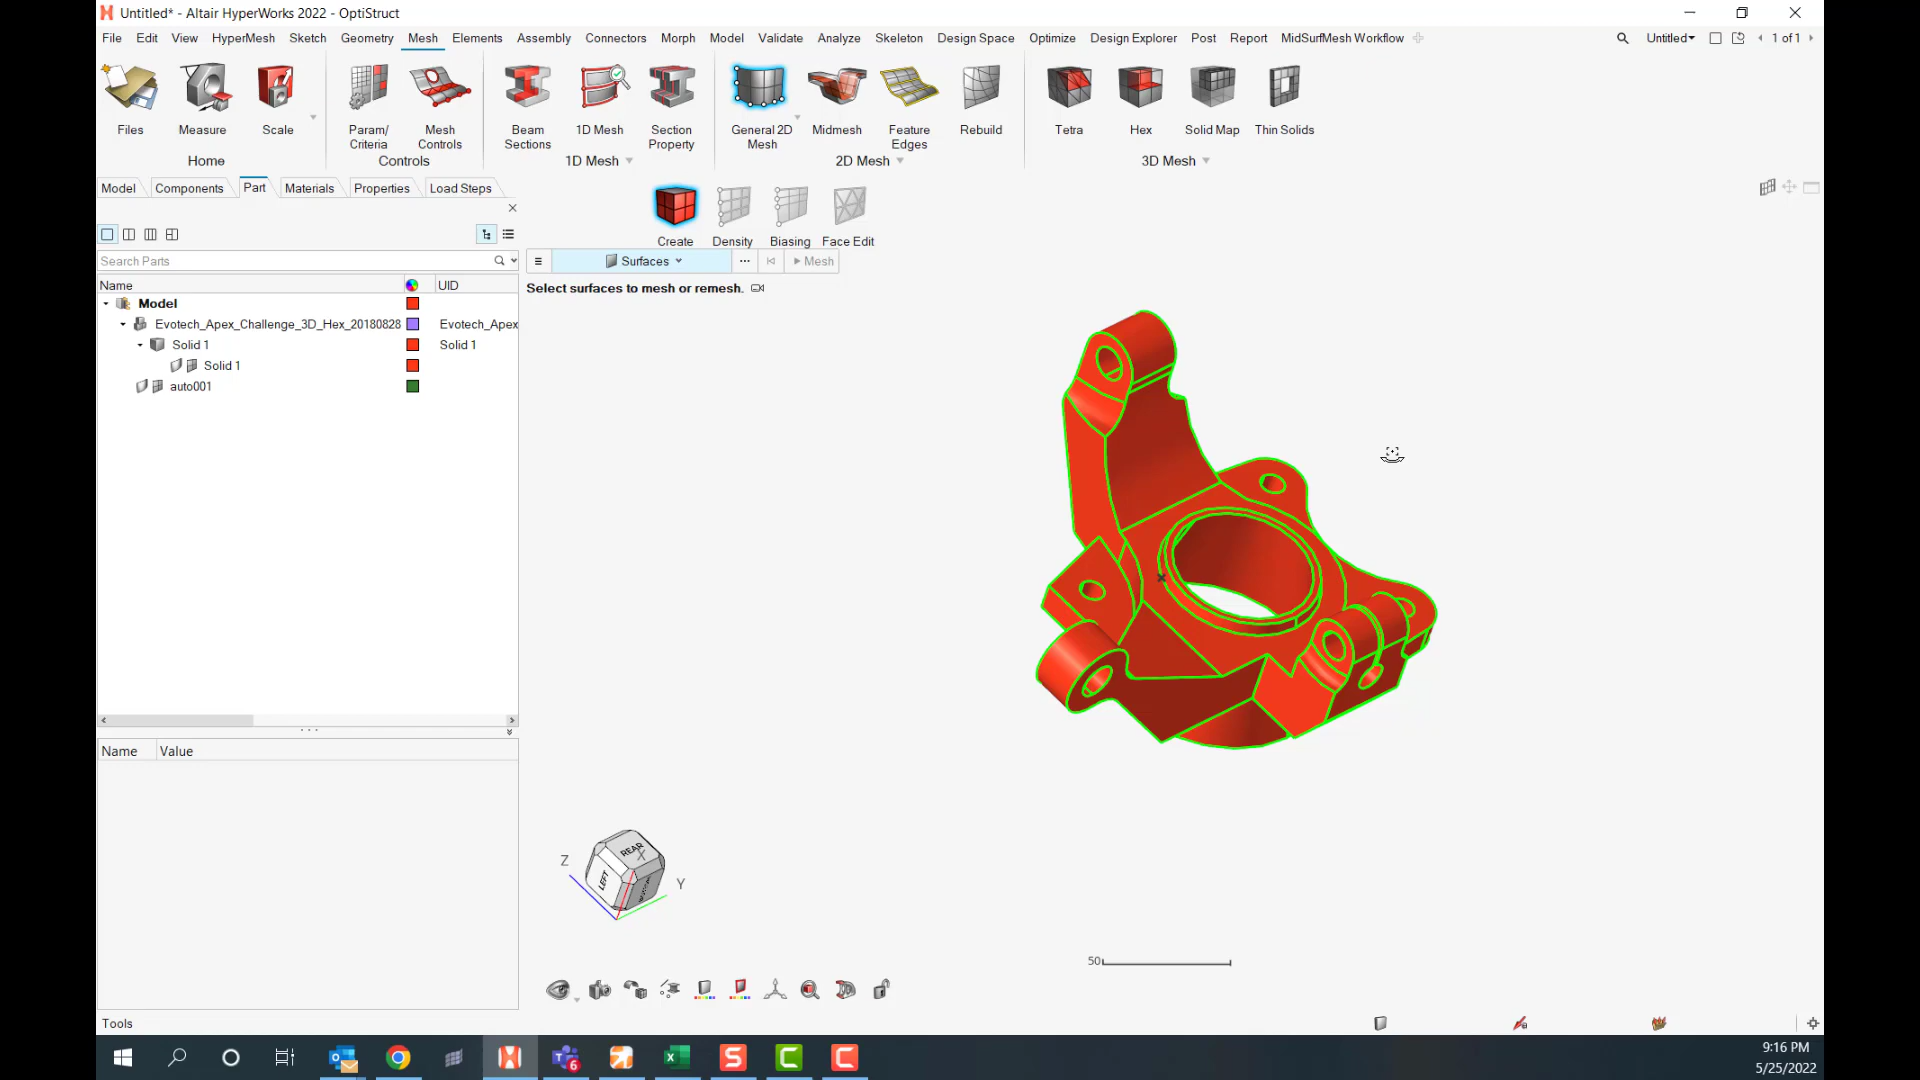 Untitled* - Altair HyperWorks 2022 - OptiStruct
File Edit View HyperMesh Sketch Geometry Mesh Elements Assembly Connectors Morph Model Validate Analyze Skeleton Design Space Optimize Design Explorer Post Report MidSurfMesh Workflow Untitled 1 of 1
Files Measure Scale Param/ Criteria Mesh Controls Beam Sections 1D Mesh Section Property General 2D Mesh Midmesh Feature Edges Rebuild Tetra Hex Solid Map Thin Solids
Home Controls 1D Mesh 2D Mesh 3D Mesh
Model Components Part Materials Properties Load Steps
Create Density Biasing Face Edit
Search Parts
Surfaces ... Mesh
Name UID
Select surfaces to mesh or remesh.
Model
Evotech_Apex_Challenge_3D_Hex_20180828 Evotech_Apex
Solid 1 Solid 1
Solid 1
auto001
Name Value
REAR
LEFT
Z
Y
50
Tools
6
9:16 PM
5/25/2022